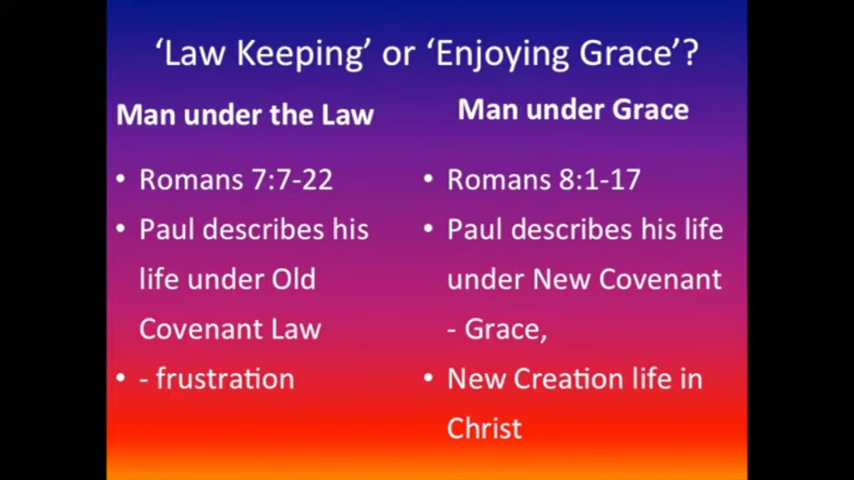 ‘Law Keeping’ or ‘Enjoying Grace’?
Man under the Law
• Romans 7:7-22
• Paul describes his
life under Old
Covenant Law
• - frustration
Man under Grace
• Romans 8:1-17
• Paul describes his life
under New Covenant
- Grace,
• New Creation life in
Christ